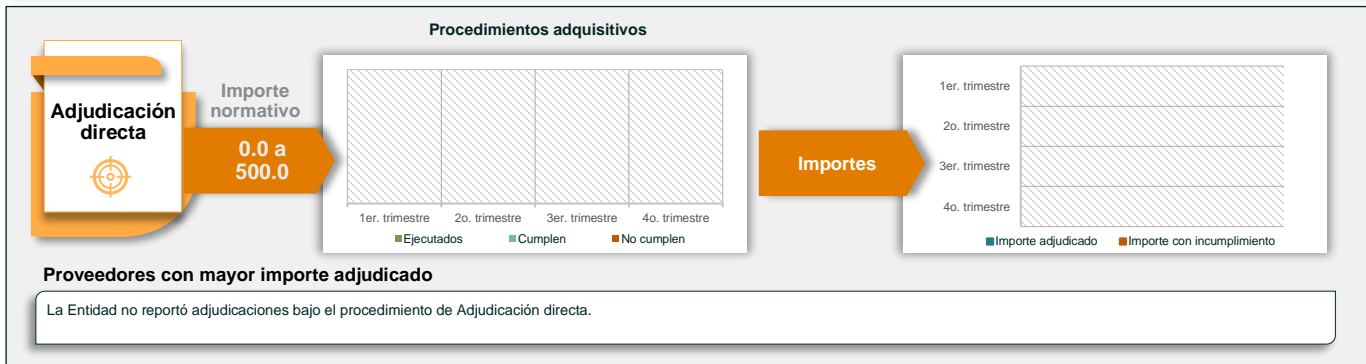 Procedimientos adquisitivos
Adjudicación
directa
Importe
normativo
0.0 a
500.0
1er. trimestre
2o. trimestre
3er. trimestre
4o. trimestre
Ejecutados
Cumplen
No cumplen
Importes
1er. trimestre
2o. trimestre
3er. trimestre
4o. trimestre
Importe adjudicado
Importe con incumplimiento
Proveedores con mayor importe adjudicado
La Entidad no reportó adjudicaciones bajo el procedimiento de Adjudicación directa.